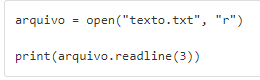 arquivo = open("texto.txt", "r")
print(arquivo.readline(3))